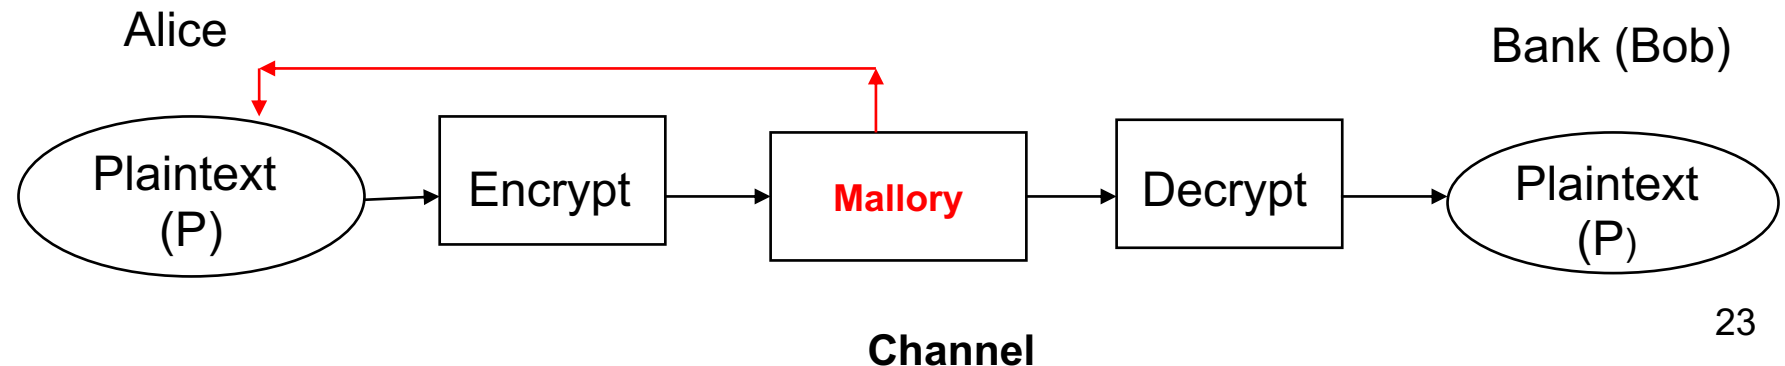 Alice
Bank (Bob)
Plaintext
(P)
Encrypt
Mallory
Decrypt
Plaintext
(P)
Channel
23